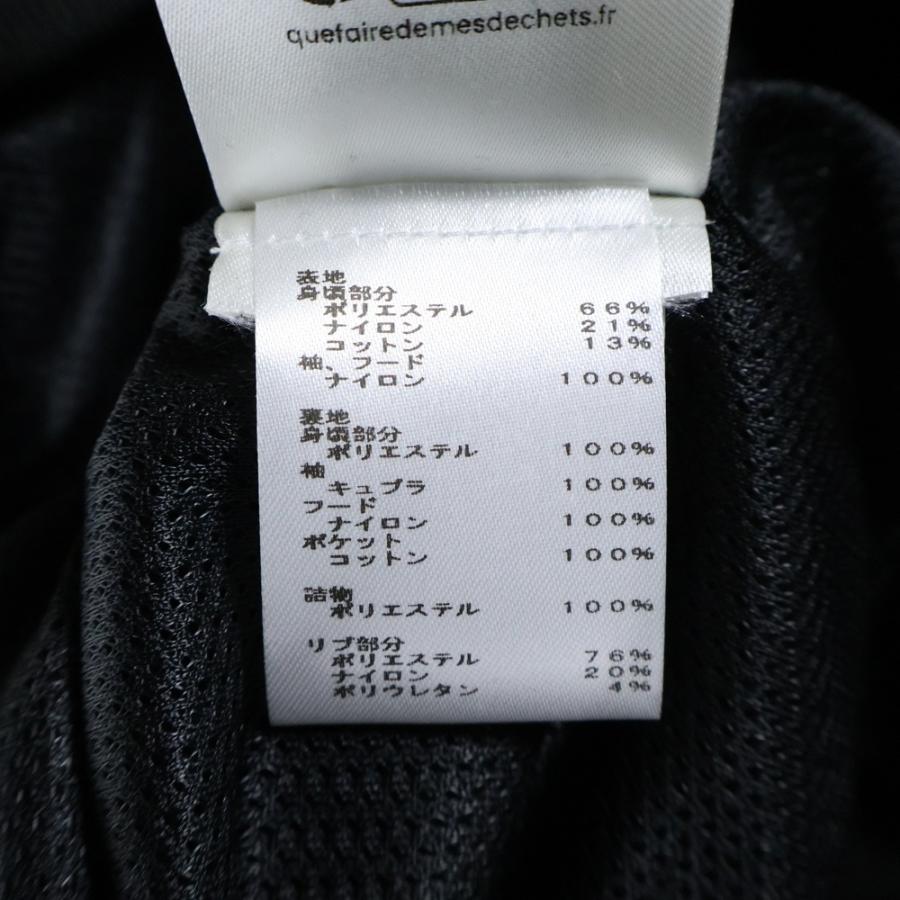 quefairedemesdechets.fr
表地
身頃部分
ポリエステル 66%
ナイロン 21%
コットン 13%
袖、フード
ナイロン 100%
裏地
身頃部分
ポリエステル 100%
袖
キュプラ 100%
フード
ナイロン 100%
ポケット
コットン 100%
詰物
ポリエステル 100%
リブ部分
ポリエステル 76%
ナイロン 20%
ポリウレタン 4%